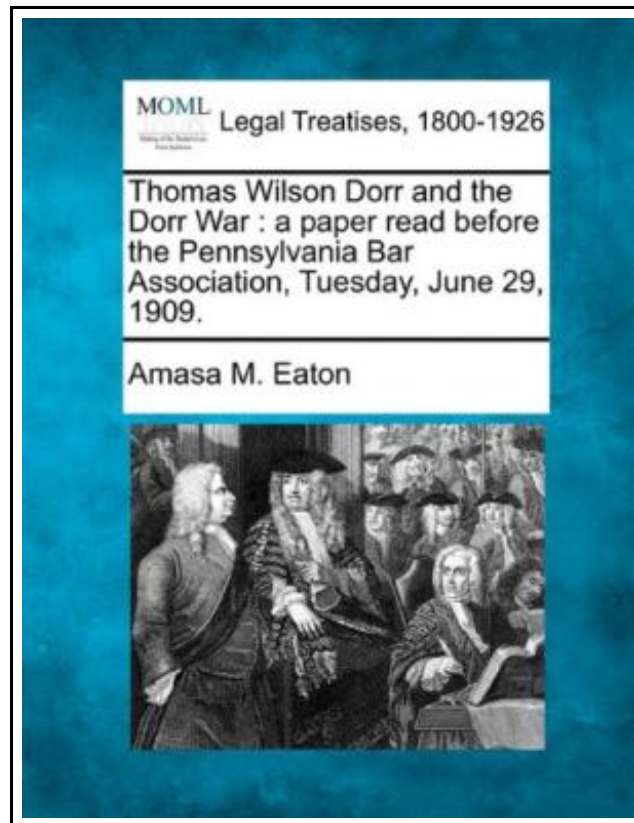 MOML
Legal Treatises, 1800-1926
Thomas Wilson Dorr and the
Dorr War : a paper read before
the Pennsylvania Bar
Association, Tuesday, June 29,
1909.
Amasa M. Eaton